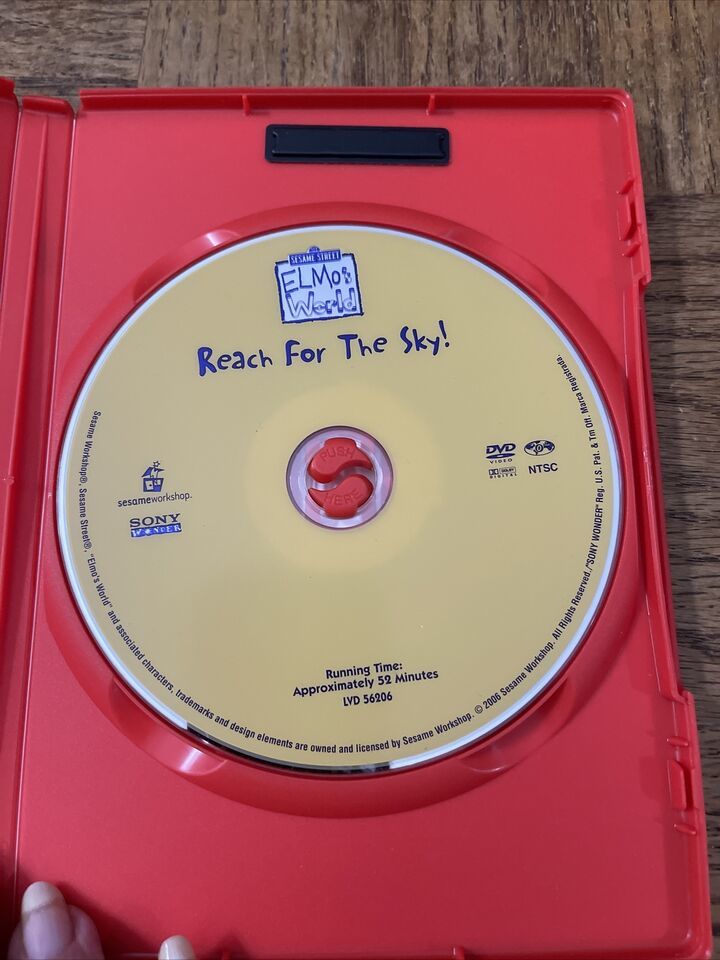 SESAME STREET
ELMo's
World
Reach For The Sky!
PUSH
HERE
sesameworkshop.
SONY
WONDER
DVD
VIDEO
DOLBY
DIGITAL
NTSC
Running Time:
Approximately 52 Minutes
LVD 56206
Sesame Workshop®, Sesame Street®, "Elmo's World" and associated characters, trademarks and design elements are owned and licensed by Sesame Workshop. © 2006 Sesame Workshop. All Rights Reserved./"SONY WONDER" Reg. U.S. Pat. & Tm Off. Marca Registrada.